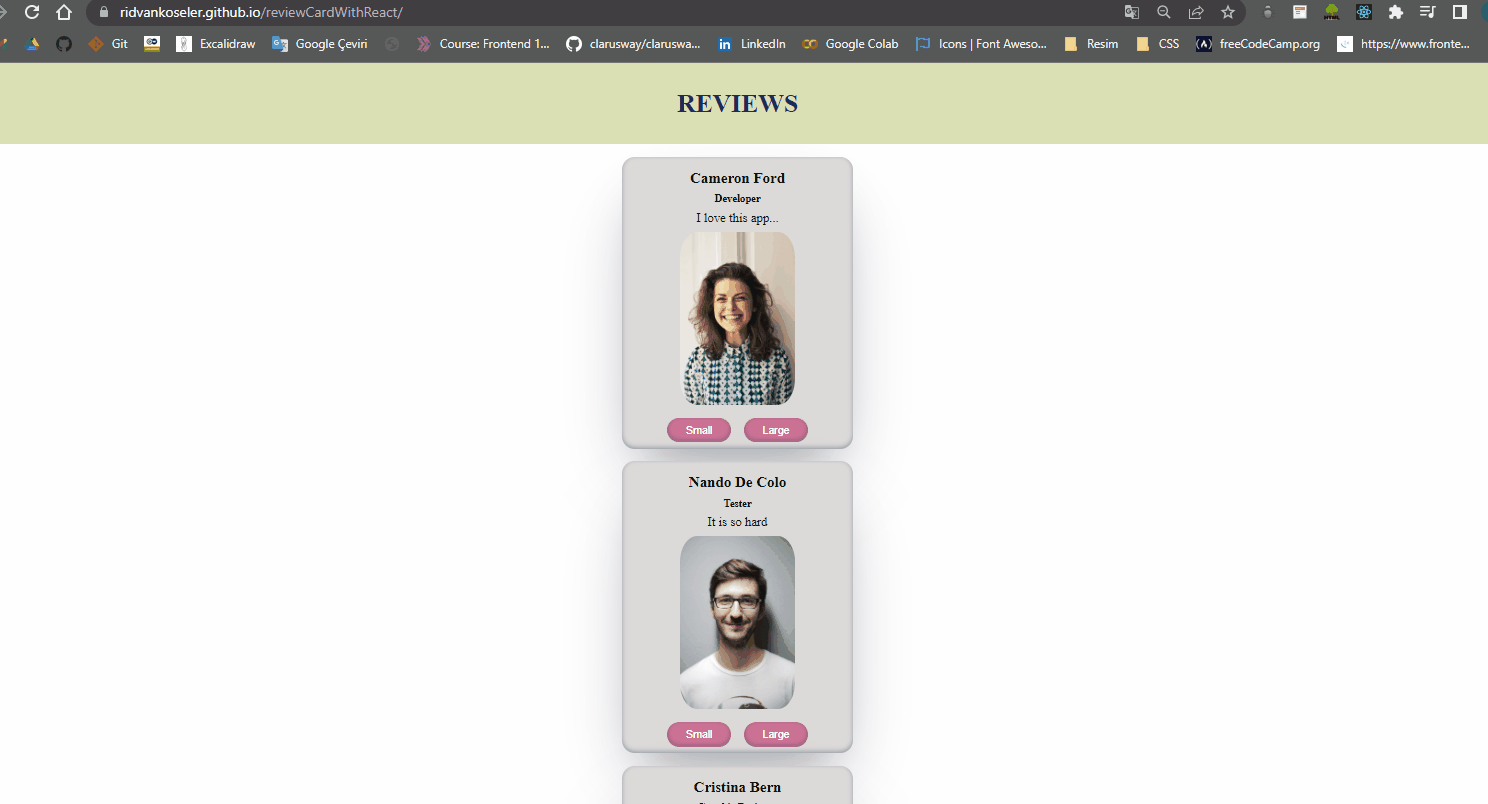 ridvankoseler.github.io/reviewCardWithReact/
Git Excalidraw Google Çeviri Course: Frontend 1... clarusway/claruswa... LinkedIn Google Colab Icons | Font Aweso... Resim CSS freeCodeCamp.org https://www.fronte...
REVIEWS
Cameron Ford
Developer
I love this app...
Small Large
Nando De Colo
Tester
It is so hard
Small Large
Cristina Bern